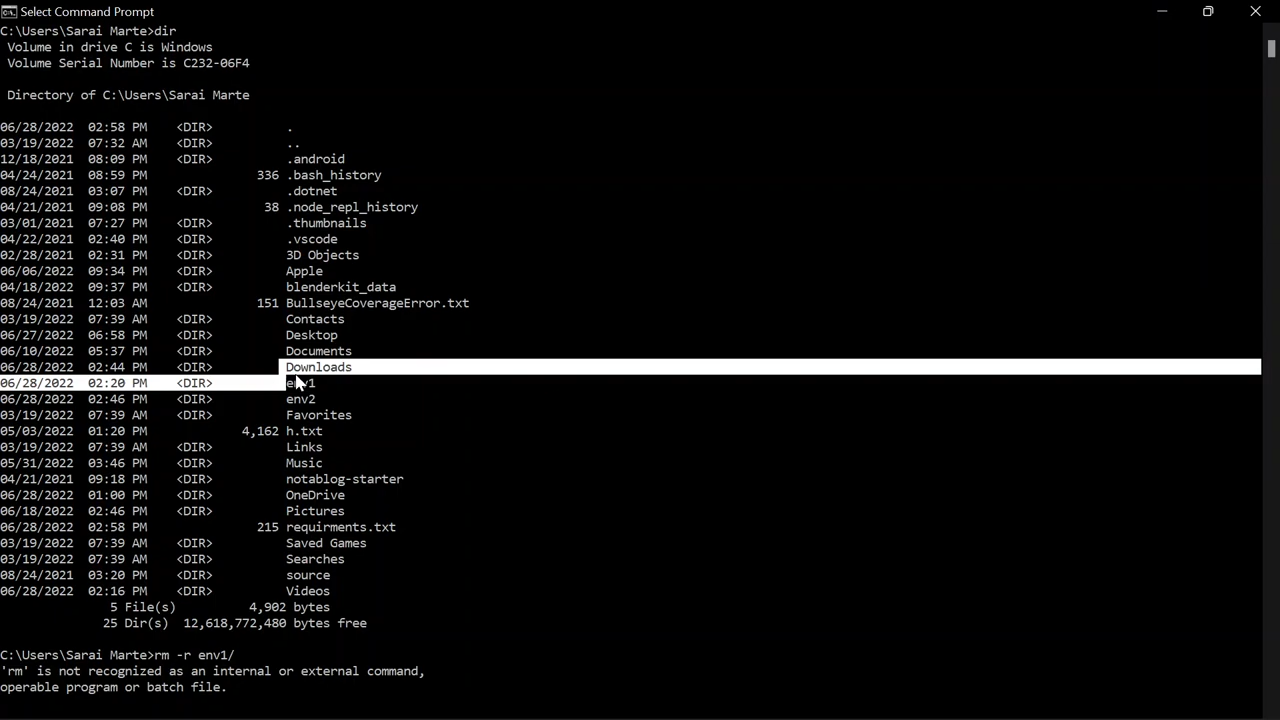 Select Command Prompt
C:\Users\Sarai Marte>dir
Volume in drive C is Windows
Volume Serial Number is C232-06F4
Directory of C:\Users\Sarai Marte
06/28/2022 02:58 PM <DIR> .
03/19/2022 07:32 AM <DIR> ..
12/18/2021 08:09 PM <DIR> .android
04/24/2021 08:59 PM 336 .bash_history
08/24/2021 03:07 PM <DIR> .dotnet
04/21/2021 09:08 PM 38 .node_repl_history
03/01/2021 07:27 PM <DIR> .thumbnails
04/22/2021 02:40 PM <DIR> .vscode
02/28/2021 02:31 PM <DIR> 3D Objects
06/06/2022 09:34 PM <DIR> Apple
04/18/2022 09:37 PM <DIR> blenderkit_data
08/24/2021 12:03 AM 151 BullseyeCoverageError.txt
03/19/2022 07:39 AM <DIR> Contacts
06/27/2022 06:58 PM <DIR> Desktop
06/10/2022 05:37 PM <DIR> Documents
06/28/2022 02:44 PM <DIR> Downloads
06/28/2022 02:20 PM <DIR> env1
06/28/2022 02:46 PM <DIR> env2
03/19/2022 07:39 AM <DIR> Favorites
05/03/2022 01:20 PM 4,162 h.txt
03/19/2022 07:39 AM <DIR> Links
05/31/2022 03:46 PM <DIR> Music
04/21/2021 09:18 PM <DIR> notablog-starter
06/28/2022 01:00 PM <DIR> OneDrive
06/18/2022 02:46 PM <DIR> Pictures
06/28/2022 02:58 PM 215 requirments.txt
03/19/2022 07:39 AM <DIR> Saved Games
03/19/2022 07:39 AM <DIR> Searches
08/24/2021 03:20 PM <DIR> source
06/28/2022 02:16 PM <DIR> Videos
5 File(s) 4,902 bytes
25 Dir(s) 12,618,772,480 bytes free
C:\Users\Sarai Marte>rm -r env1/
'rm' is not recognized as an internal or external command,
operable program or batch file.